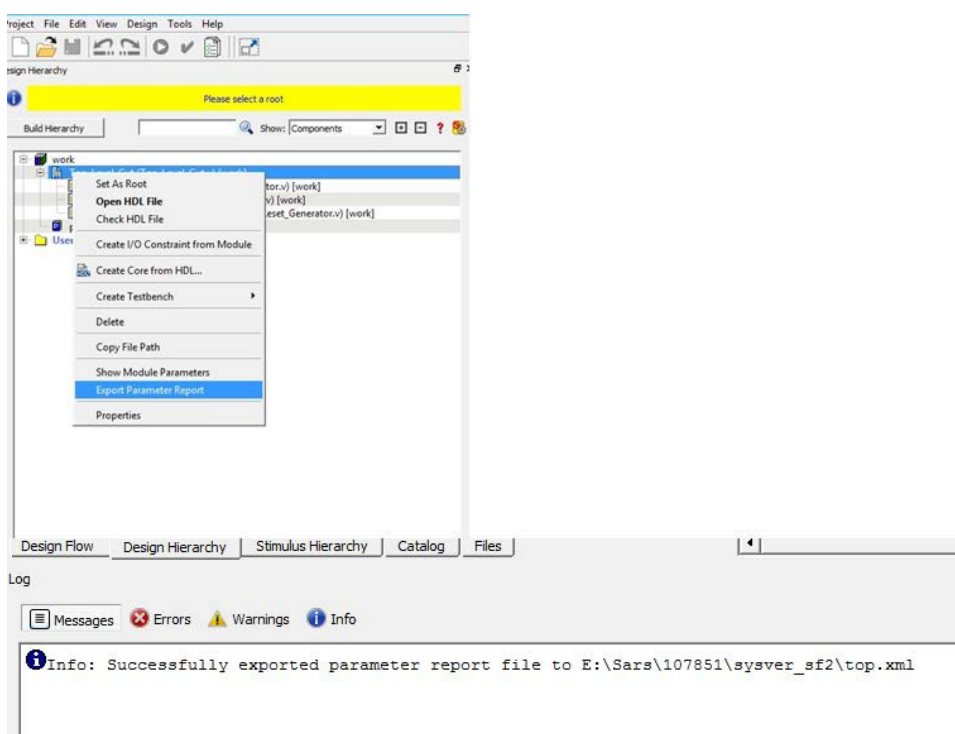 Project File Edit View Design Tools Help
Design Hierarchy
Please select a root
Build Hierarchy Show: Components
work
tor.v) [work]
Set As Root
v) [work]
Open HDL File
eset_Generator.v) [work]
Check HDL File
User
Create I/O Constraint from Module
Create Core from HDL...
Create Testbench
Delete
Copy File Path
Show Module Parameters
Export Parameter Report
Properties
Design Flow Design Hierarchy Stimulus Hierarchy Catalog Files
Log
Messages Errors Warnings Info
Info: Successfully exported parameter report file to E:\Sars\107851\sysver_sf2\top.xml